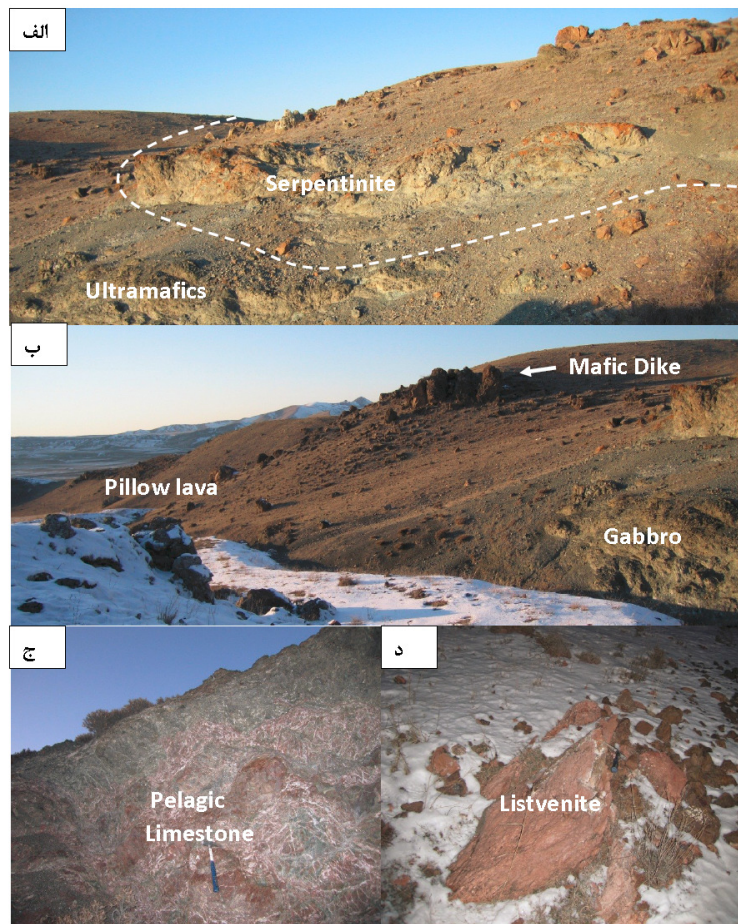 الف
Serpentinite
Ultramafics
ب
Mafic Dike
Pillow lava
Gabbro
ج
Pelagic
Limestone
د
Listvenite